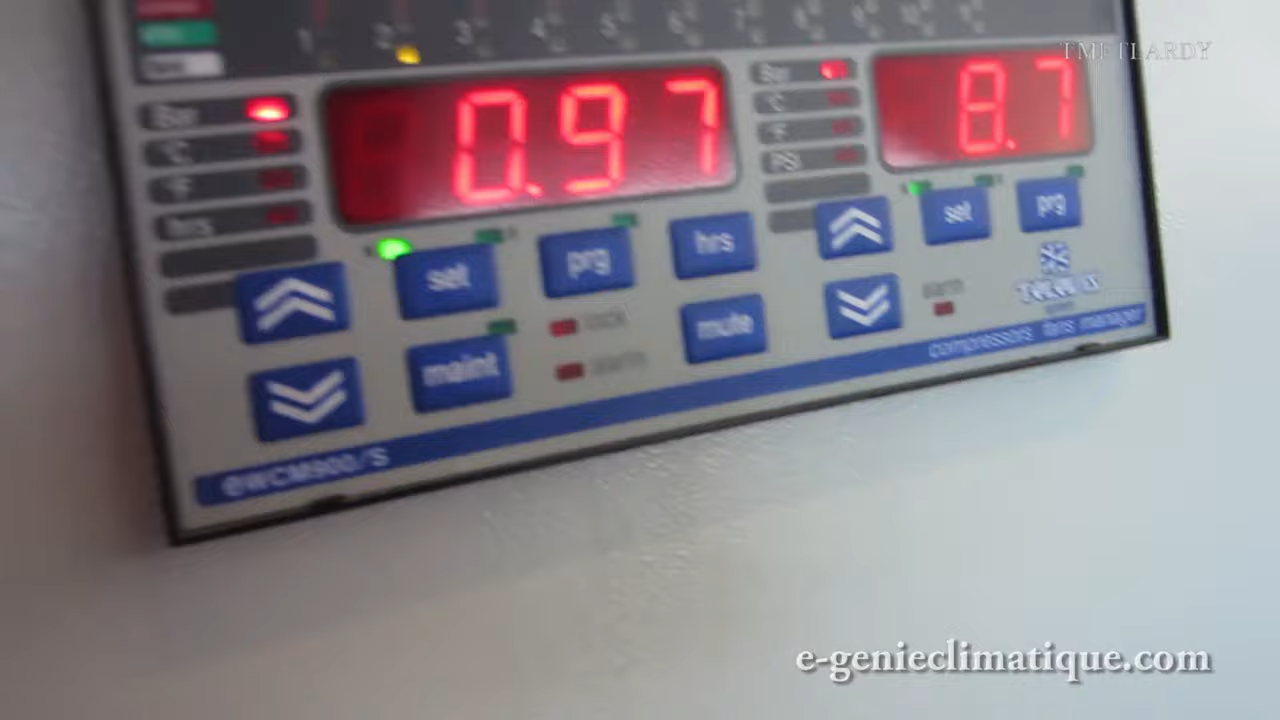 1 2 3 4 5 6 7 8 9 10
TMETLARDY
Bar
°C
°F
hrs
0.97
Bar
°C
°F
PSI
8.7
set
prg
hrs
maint
mute
set
prg
compressors fans manager
eWCM900/S
e-genieclimatique.com